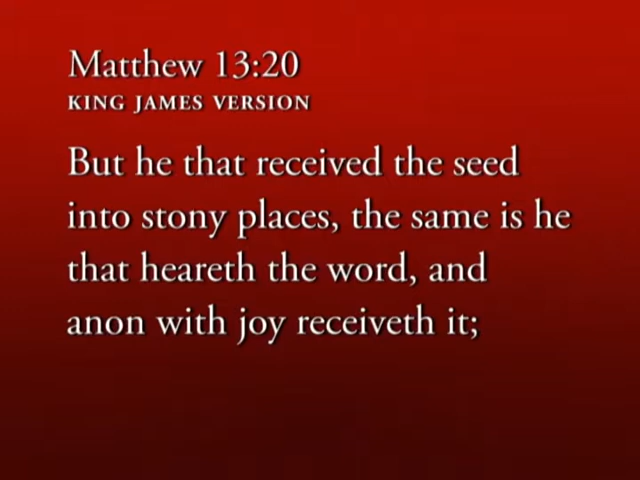 Matthew 13:20
KING JAMES VERSION
But he that received the seed
into stony places, the same is he
that heareth the word, and
anon with joy receiveth it;